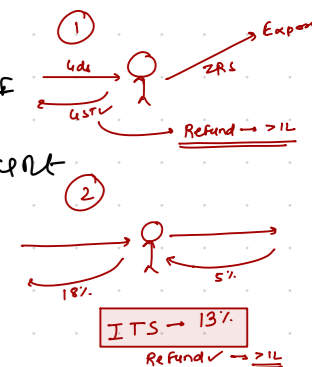 ①
Expo
Gds
ZRS
GST✓
Refund → >1L
②
18%
5%
ITS → 13%
Refund ✓ → >1L